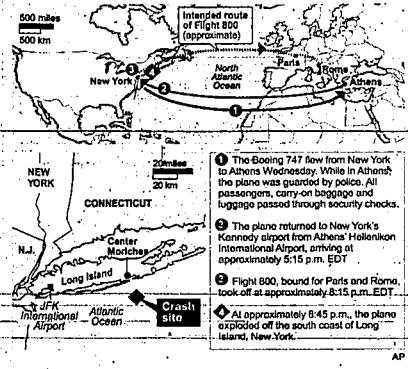 500 miles
500 km
Intended route
of Flight 800
(approximate)
3
4
New York
2
1
North
Atlantic
Ocean
Paris
Rome
Athens
20 miles
20 km
NEW
YORK
CONNECTICUT
N.J.
Center
Moriches
Long Island
JFK
International
Airport
Atlantic
Ocean
Crash
site
1 The Boeing 747 flew from New York
to Athens Wednesday. While in Athens,
the plane was guarded by police. All
passengers, carry-on baggage and
luggage passed through security checks.
2 The plane returned to New York's
Kennedy airport from Athens' Hellenikon
International Airport, arriving at
approximately 5:15 p.m. EDT
3 Flight 800, bound for Paris and Rome,
took off at approximately 8:15 p.m. EDT
4 At approximately 8:45 p.m., the plane
exploded off the south coast of Long
Island, New York.
AP